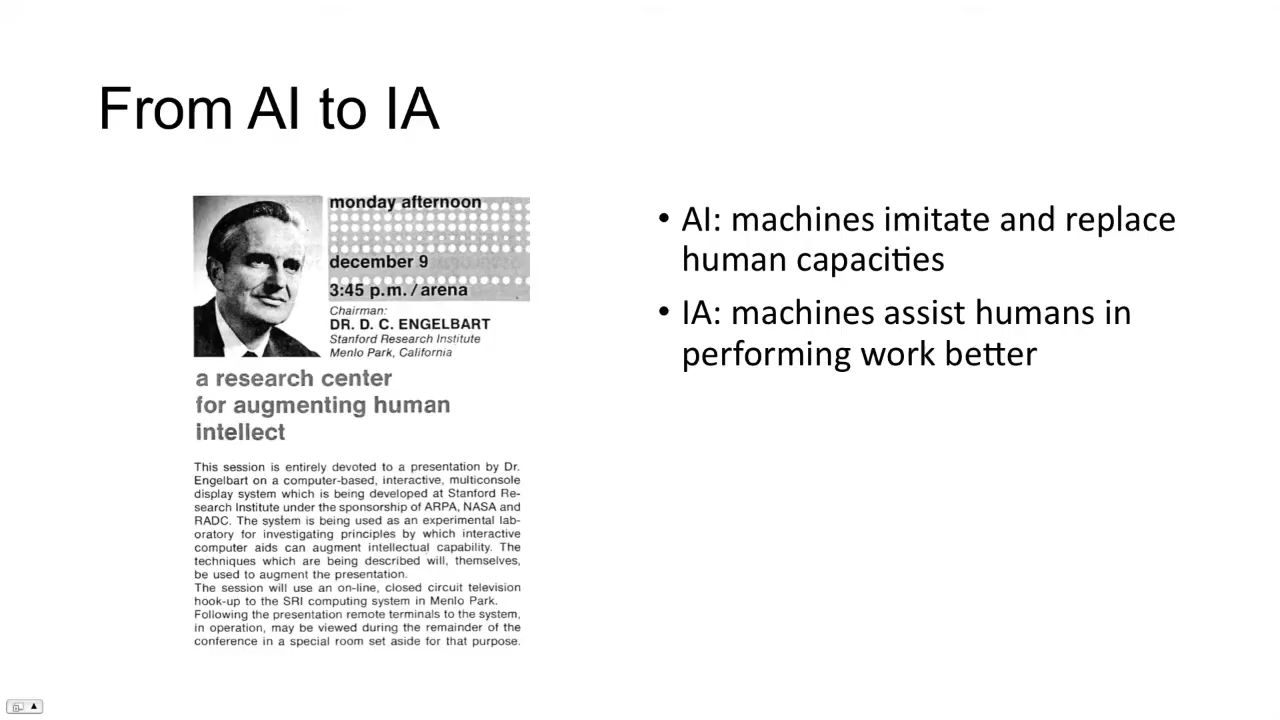 From AI to IA
monday afternoon
december 9
3:45 p.m./arena
Chairman:
DR. D. C. ENGELBART
Stanford Research Institute
Menlo Park, California
a research center
for augmenting human
intellect
This session is entirely devoted to a presentation by Dr.
Engelbart on a computer-based, interactive, multiconsole
display system which is being developed at Stanford Re-
search Institute under the sponsorship of ARPA, NASA and
RADC. The system is being used as an experimental lab-
oratory for investigating principles by which interactive
computer aids can augment intellectual capability. The
techniques which are being described will, themselves,
be used to augment the presentation.
The session will use an on-line, closed circuit television
hook-up to the SRI computing system in Menlo Park.
Following the presentation remote terminals to the system,
in operation, may be viewed during the remainder of the
conference in a special room set aside for that purpose.
• AI: machines imitate and replace
human capacities
• IA: machines assist humans in
performing work better